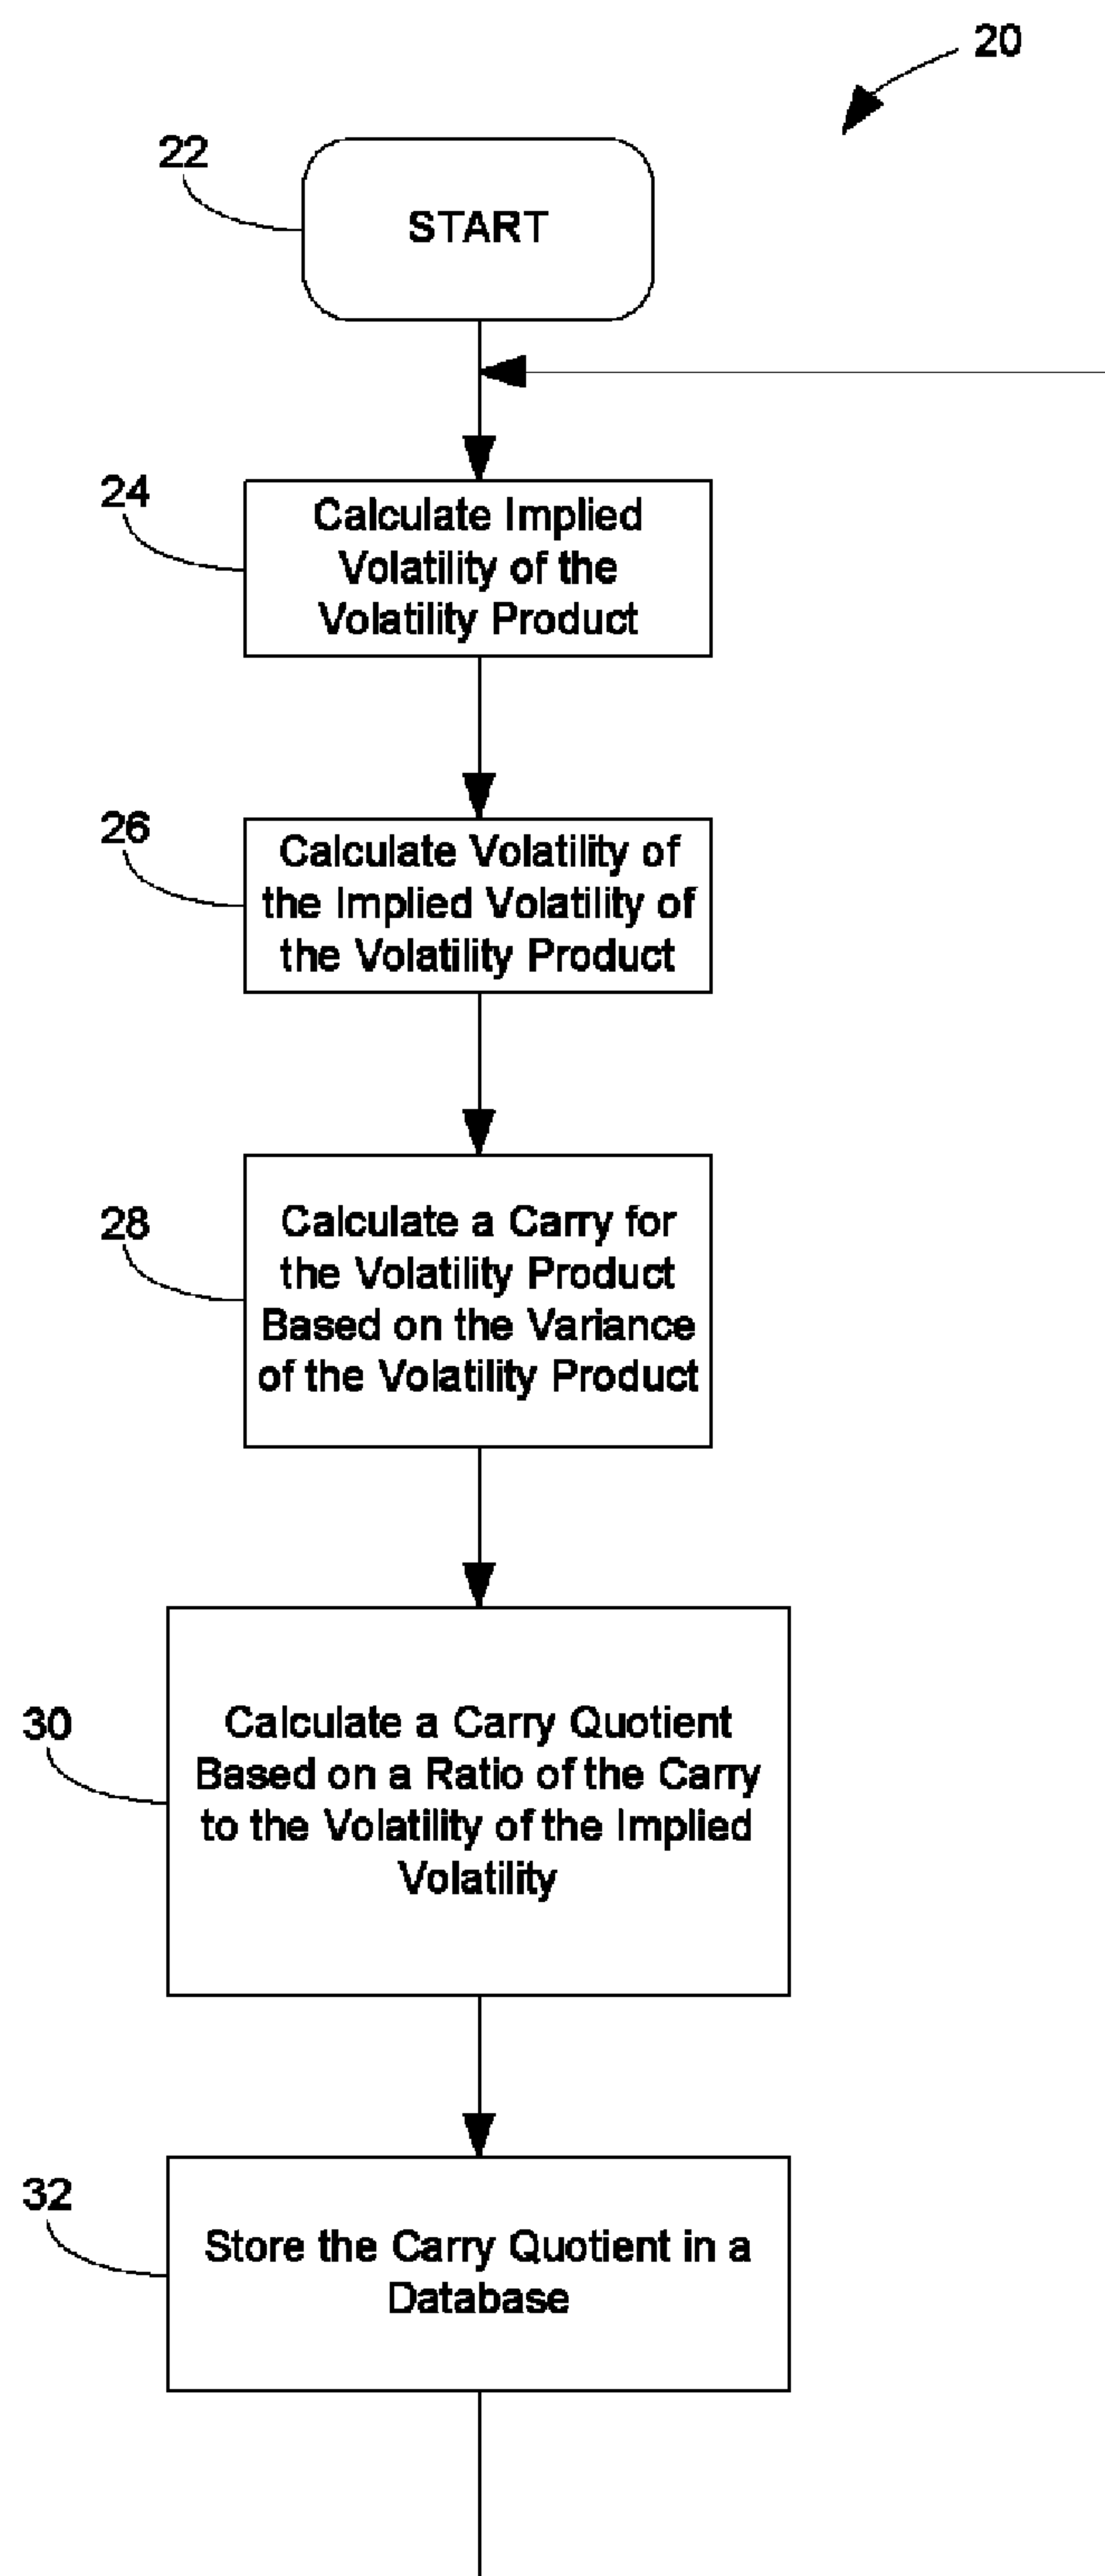 20
22
START
24
Calculate Implied
Volatility of the
Volatility Product
26
Calculate Volatility of
the Implied Volatility of
the Volatility Product
28
Calculate a Carry for
the Volatility Product
Based on the Variance
of the Volatility Product
30
Calculate a Carry Quotient
Based on a Ratio of the Carry
to the Volatility of the Implied
Volatility
32
Store the Carry Quotient in a
Database